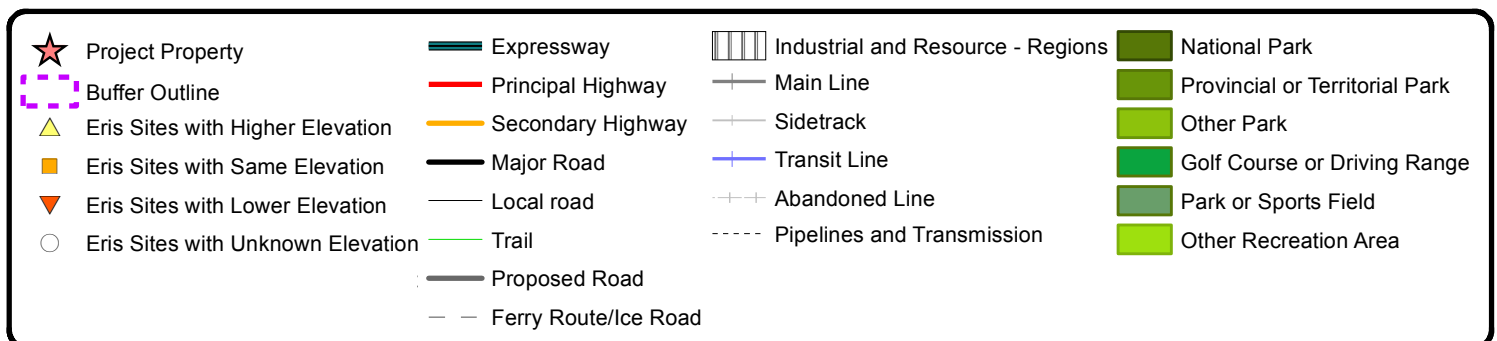 Project Property
Buffer Outline
Eris Sites with Higher Elevation
Eris Sites with Same Elevation
Eris Sites with Lower Elevation
Eris Sites with Unknown Elevation
Expressway
Principal Highway
Secondary Highway
Major Road
Local road
Trail
Proposed Road
Ferry Route/Ice Road
Industrial and Resource - Regions
Main Line
Sidetrack
Transit Line
Abandoned Line
Pipelines and Transmission
National Park
Provincial or Territorial Park
Other Park
Golf Course or Driving Range
Park or Sports Field
Other Recreation Area